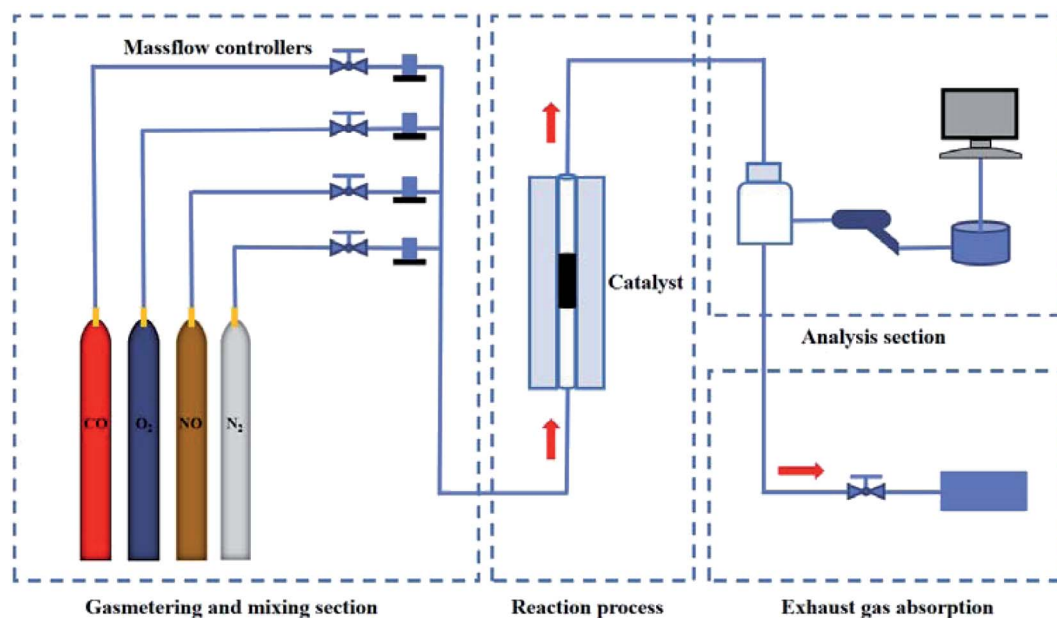 Massflow controllers
Catalyst
Analysis section
CO
O₂
NO
N₂
Gasmetering and mixing section
Reaction process
Exhaust gas absorption